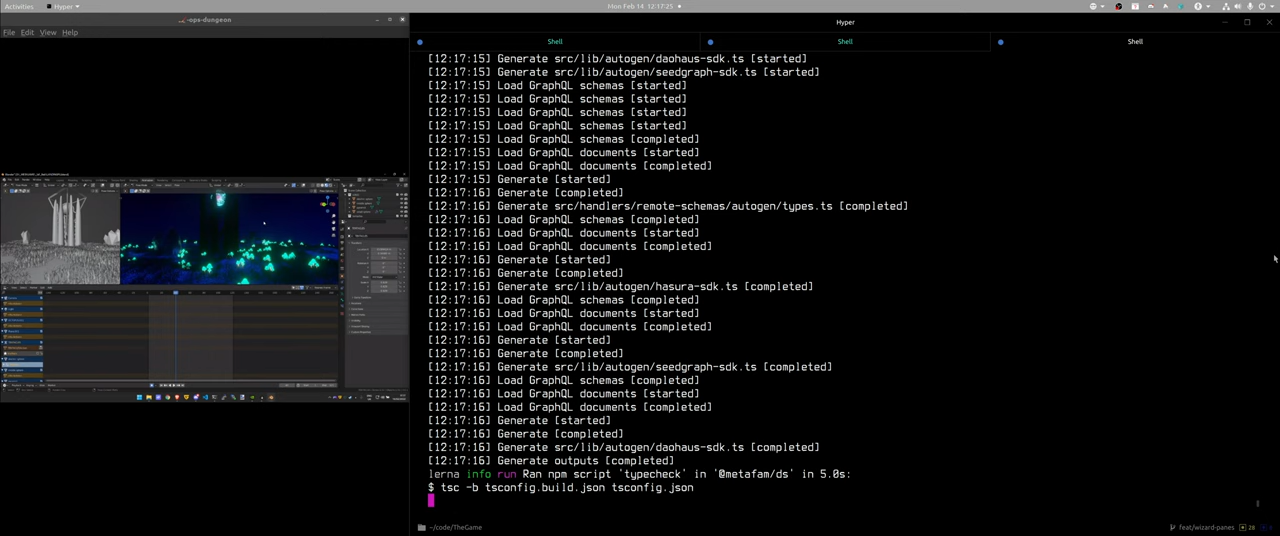 Activities
Hyper
Mon Feb 14 12:17:25
-ops-dungeon
File Edit View Help
Hyper
Shell
Shell
Shell
[12:17:15] Generate src/lib/autogen/daohaus-sdk.ts [started]
[12:17:15] Generate src/lib/autogen/seedgraph-sdk.ts [started]
[12:17:15] Load GraphQL schemas [started]
[12:17:15] Load GraphQL schemas [started]
[12:17:15] Load GraphQL schemas [started]
[12:17:15] Load GraphQL schemas [started]
[12:17:15] Load GraphQL schemas [completed]
[12:17:15] Load GraphQL documents [started]
[12:17:15] Load GraphQL documents [completed]
[12:17:15] Generate [started]
[12:17:15] Generate [completed]
[12:17:15] Generate src/handlers/remote-schemas/autogen/types.ts [completed]
[12:17:16] Load GraphQL schemas [completed]
[12:17:16] Load GraphQL documents [started]
[12:17:16] Load GraphQL documents [completed]
[12:17:16] Generate [started]
[12:17:16] Generate [completed]
[12:17:16] Generate src/lib/autogen/hasura-sdk.ts [completed]
[12:17:16] Load GraphQL schemas [completed]
[12:17:16] Load GraphQL documents [started]
[12:17:16] Load GraphQL documents [completed]
[12:17:16] Generate [started]
[12:17:16] Generate [completed]
[12:17:16] Generate src/lib/autogen/seedgraph-sdk.ts [completed]
[12:17:16] Load GraphQL schemas [completed]
[12:17:16] Load GraphQL documents [started]
[12:17:16] Load GraphQL documents [completed]
[12:17:16] Generate [started]
[12:17:16] Generate [completed]
[12:17:16] Generate src/lib/autogen/daohaus-sdk.ts [completed]
[12:17:16] Generate outputs [completed]
lerna info run Ran npm script 'typecheck' in '@metafam/ds' in 5.0s:
$ tsc -b tsconfig.build.json tsconfig.json
~/code/TheGame
feat/wizard-panes
28